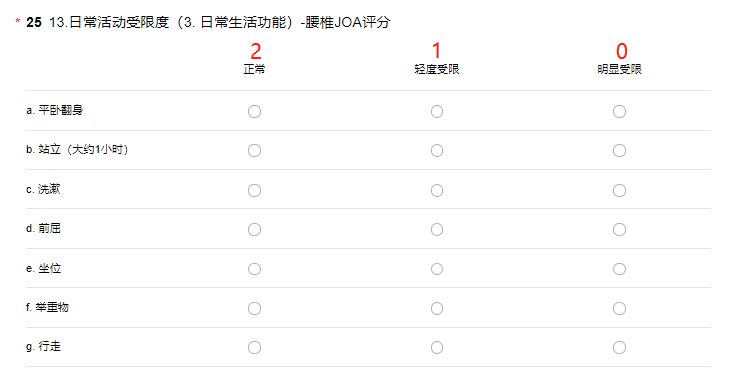 * 25 13.日常活动受限度（3. 日常生活功能）-腰椎JOA评分
2 1 0
正常 轻度受限 明显受限
a. 平卧翻身
b. 站立（大约1小时）
c. 洗漱
d. 前屈
e. 坐位
f. 举重物
g. 行走